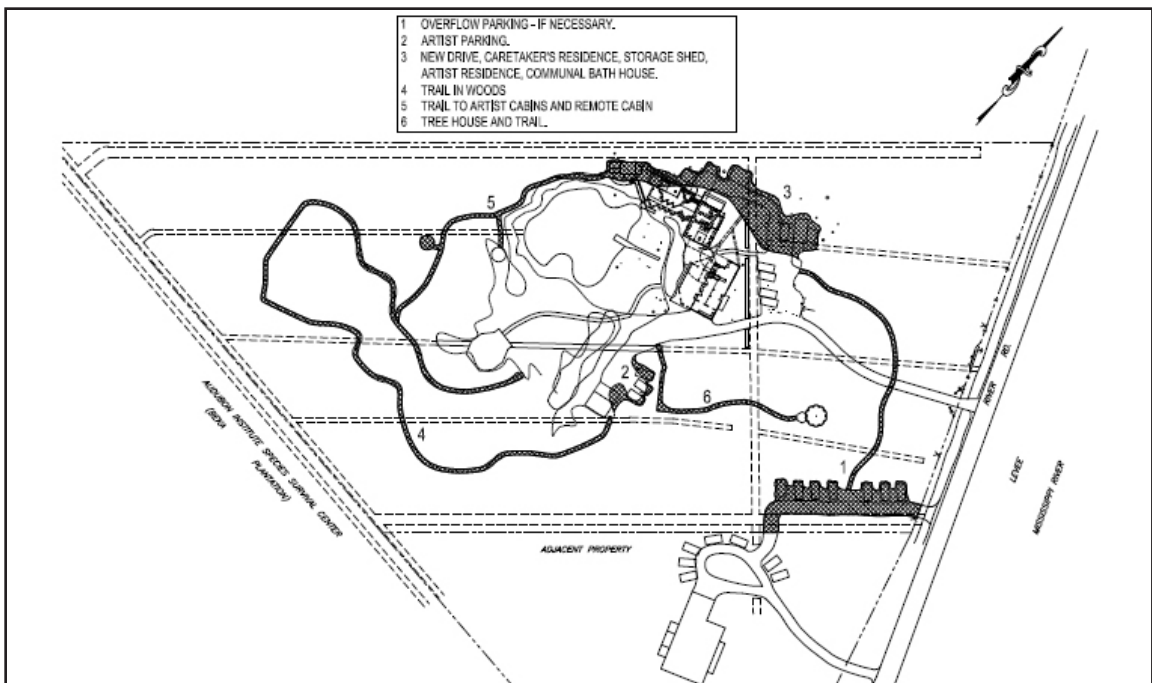 1 OVERFLOW PARKING - IF NECESSARY.
2 ARTIST PARKING.
3 NEW DRIVE, CARETAKER'S RESIDENCE, STORAGE SHED,
ARTIST RESIDENCE, COMMUNAL BATH HOUSE.
4 TRAIL IN WOODS
5 TRAIL TO ARTIST CABINS AND REMOTE CABIN
6 TREE HOUSE AND TRAIL.
3
5
2
6
4
1
RIVER RD.
LEVEE
MISSISSIPPI RIVER
AUDUBON INSTITUTE SPECIES SURVIVAL CENTER
PLANTATION)
ADJACENT PROPERTY